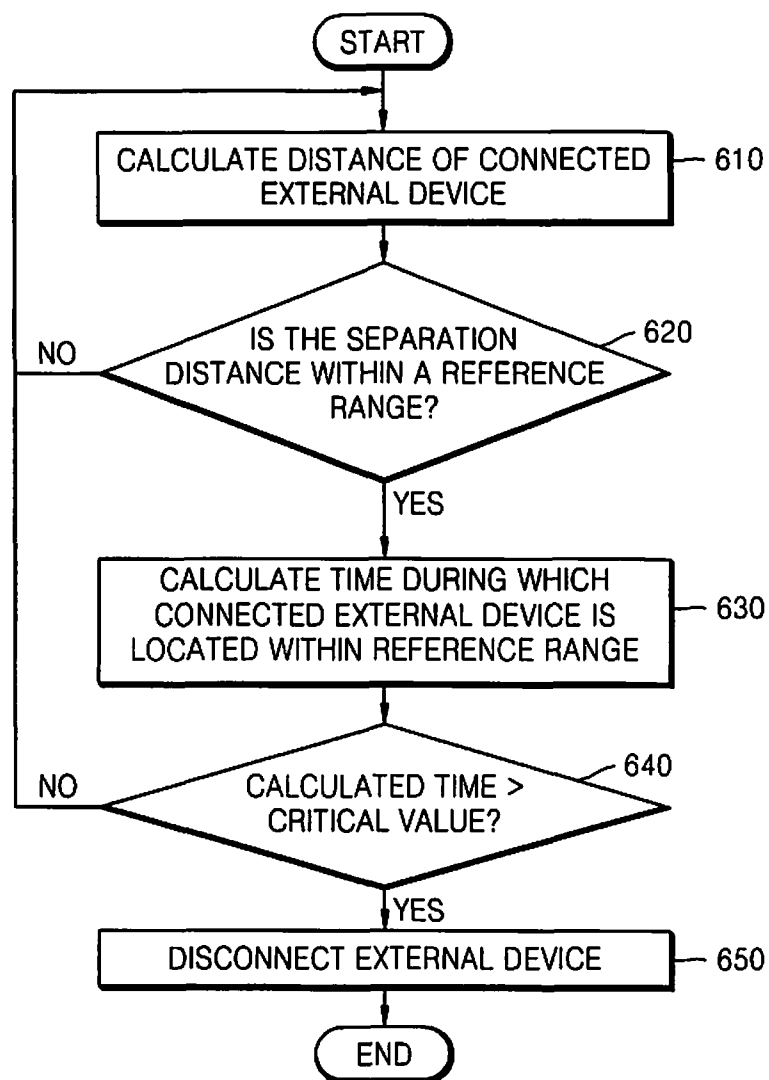 START
CALCULATE DISTANCE OF CONNECTED
EXTERNAL DEVICE
610
IS THE SEPARATION
DISTANCE WITHIN A REFERENCE
RANGE?
620
NO
YES
CALCULATE TIME DURING WHICH
CONNECTED EXTERNAL DEVICE IS
LOCATED WITHIN REFERENCE RANGE
630
CALCULATED TIME >
CRITICAL VALUE?
640
NO
YES
DISCONNECT EXTERNAL DEVICE
650
END